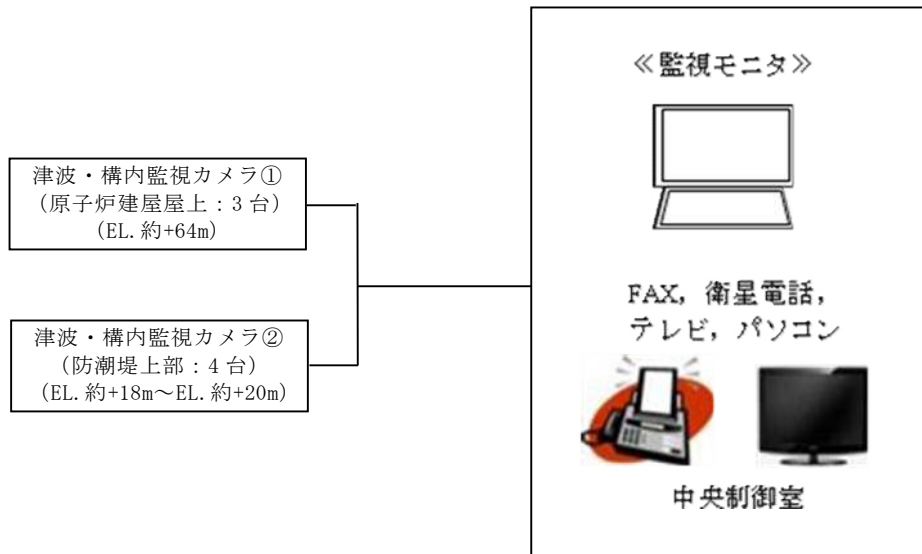 津波・構内監視カメラ①
（原子炉建屋屋上：3台）
（EL.約+64m）
津波・構内監視カメラ②
（防潮堤上部：4台）
（EL.約+18m～EL.約+20m）
≪監視モニタ≫
FAX，衛星電話，
テレビ，パソコン
中央制御室